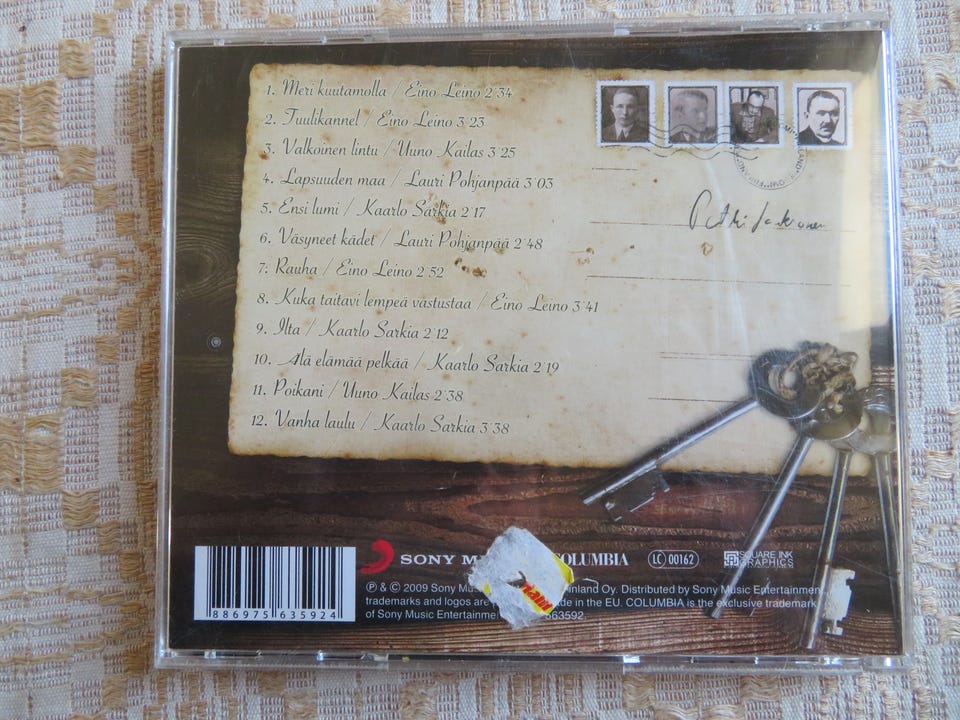 1. Meri kuutamolla / Eino Leino 2'34
2. Tuulikannel / Eino Leino 3'23
3. Valkoinen lintu / Uuno Kailas 3'25
4. Lapsuuden maa / Lauri Pohjanpää 3'03
5. Ensi lumi / Kaarlo Sarkia 2'17
6. Väsyneet kädet / Lauri Pohjanpää 2'48
7. Rauha / Eino Leino 2'52
8. Kuka taitavi lempeä vastustaa / Eino Leino 3'41
9. Ilta / Kaarlo Sarkia 2'12
10. Älä elämää pelkää / Kaarlo Sarkia 2'19
11. Poikani / Uuno Kailas 2'38
12. Vanha laulu / Kaarlo Sarkia 3'38
SONY COLUMBIA LC 00162 SQUARE INK GRAPHICS
℗ & © 2009 Sony Oy. Distributed by Sony Music Entertainment
trademarks and logos are in the EU. COLUMBIA is the exclusive trademark
of Sony Music 
8 86975 63592 4